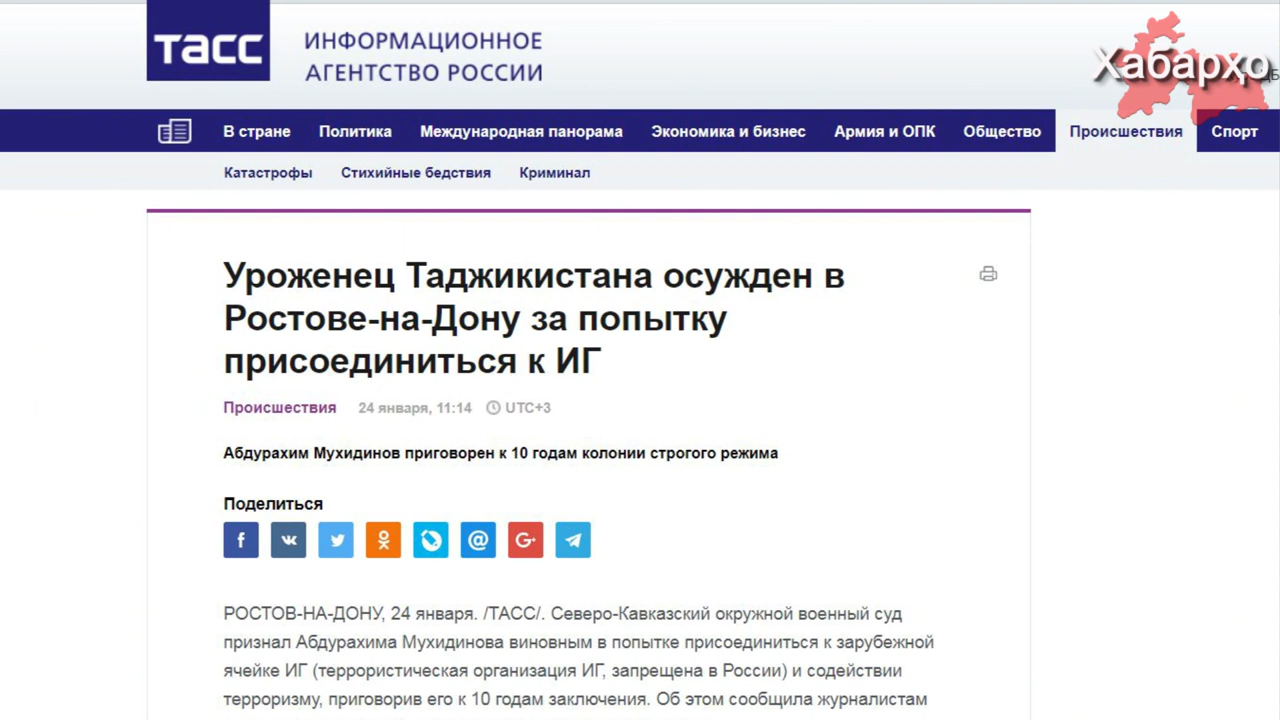 тасс
ИНФОРМАЦИОННОЕ
АГЕНТСТВО РОССИИ
Хабарҳо
В стране Политика Международная панорама Экономика и бизнес Армия и ОПК Общество Происшествия Спорт
Катастрофы Стихийные бедствия Криминал
Уроженец Таджикистана осужден в
Ростове-на-Дону за попытку
присоединиться к ИГ
Происшествия 24 января, 11:14 UTC+3
Абдурахим Мухидинов приговорен к 10 годам колонии строгого режима
Поделиться
РОСТОВ-НА-ДОНУ, 24 января. /ТАСС/. Северо-Кавказский окружной военный суд
признал Абдурахима Мухидинова виновным в попытке присоединиться к зарубежной
ячейке ИГ (террористическая организация ИГ, запрещена в России) и содействии
терроризму, приговорив его к 10 годам заключения. Об этом сообщила журналистам